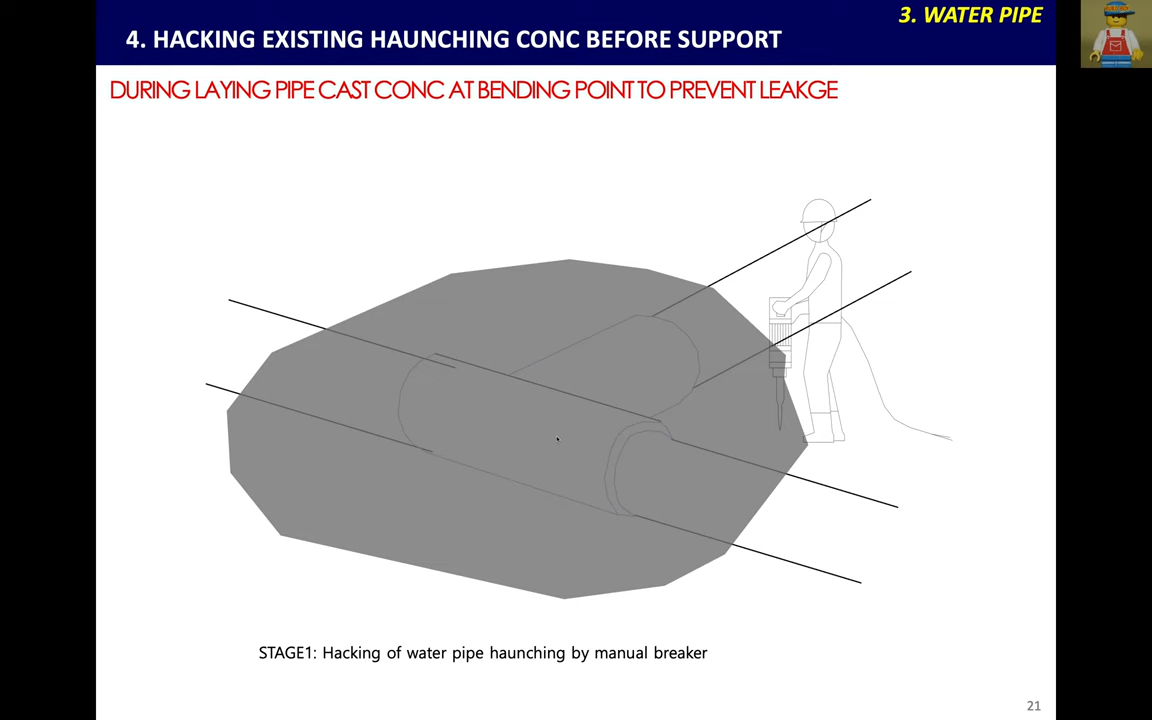 3. WATER PIPE
4. HACKING EXISTING HAUNCHING CONC BEFORE SUPPORT
DURING LAYING PIPE CAST CONC AT BENDING POINT TO PREVENT LEAKGE
STAGE1: Hacking of water pipe haunching by manual breaker
21